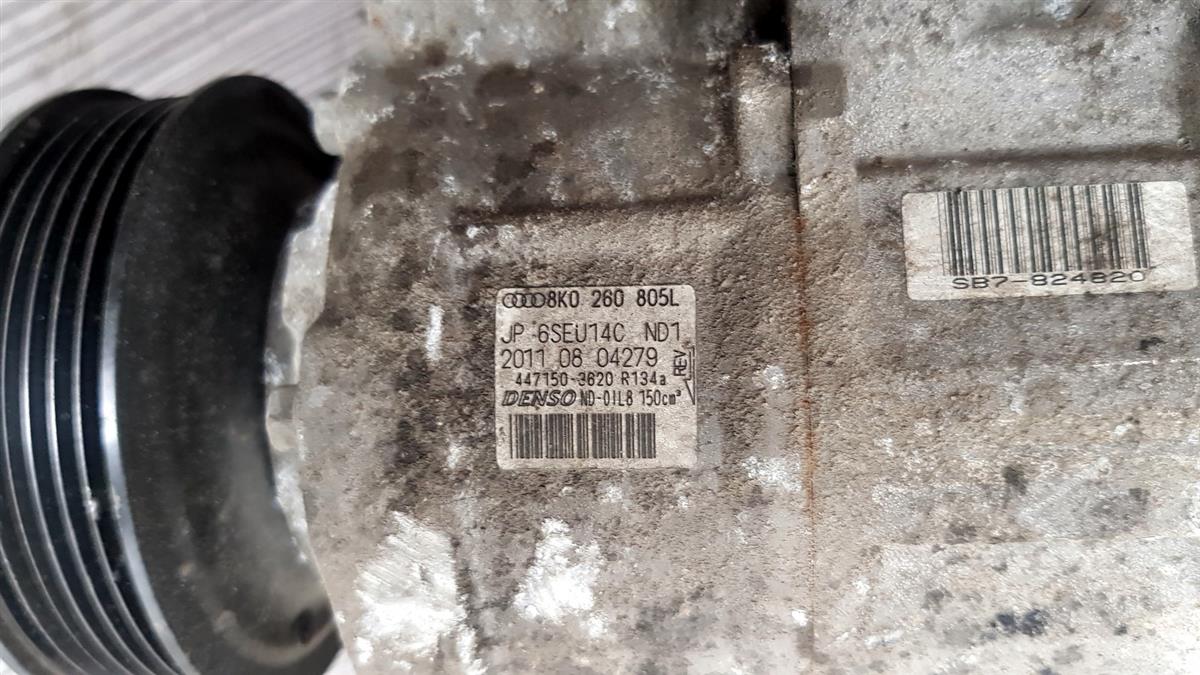 8K0 260 805L
JP 6SEU14C ND1
2011.08 04279
447150-3620 R134a
REV
DENSO ND-OIL8 150cm³
SB7-824820